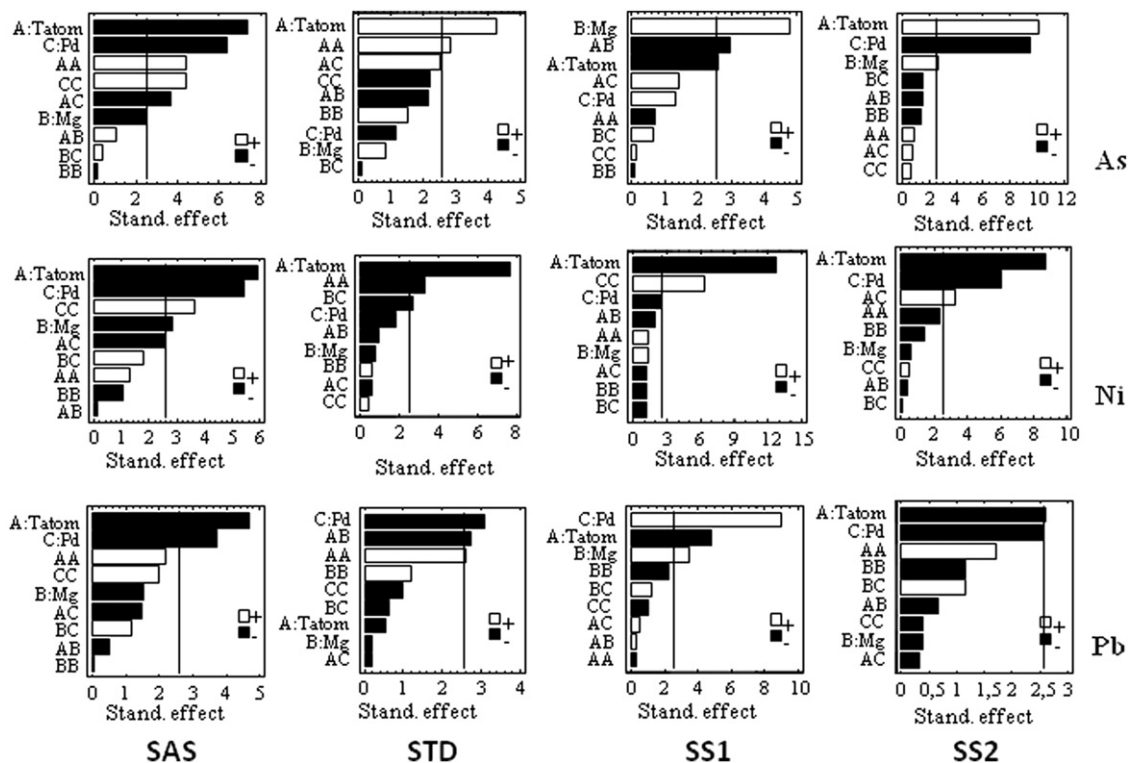 A:Tatom
C:Pd
AA
CC
AC
B:Mg
AB
BC
BB
+
-
0 2 4 6 8
Stand. effect
A:Tatom
AA
AC
CC
AB
BB
C:Pd
B:Mg
BC
+
-
0 1 2 3 4 5
Stand. effect
B:Mg
AB
A:Tatom
AC
C:Pd
AA
BC
CC
BB
+
-
0 1 2 3 4 5
Stand. effect
A:Tatom
C:Pd
B:Mg
BC
AB
BB
AA
AC
CC
+
-
0 2 4 6 8 10 12
Stand. effect
As
A:Tatom
C:Pd
CC
B:Mg
AC
BC
AA
BB
AB
+
-
0 1 2 3 4 5 6
Stand. effect
A:Tatom
AA
BC
C:Pd
AB
B:Mg
BB
AC
CC
+
-
0 2 4 6 8
Stand. effect
A:Tatom
CC
C:Pd
AB
AA
B:Mg
AC
BB
BC
+
-
0 3 6 9 12 15
Stand. effect
A:Tatom
C:Pd
AC
AA
BB
B:Mg
CC
AB
BC
+
-
0 2 4 6 8 10
Stand. effect
Ni
A:Tatom
C:Pd
AA
CC
B:Mg
AC
BC
AB
BB
+
-
0 1 2 3 4 5
Stand. effect
C:Pd
AB
AA
BB
CC
BC
A:Tatom
B:Mg
AC
+
-
0 1 2 3 4
Stand. effect
C:Pd
A:Tatom
B:Mg
BB
BC
CC
AC
AB
AA
+
-
0 2 4 6 8 10
Stand. effect
A:Tatom
C:Pd
AA
BB
BC
AB
CC
B:Mg
AC
+
-
0 0,5 1 1,5 2 2,5 3
Stand. effect
Pb
SAS STD SS1 SS2